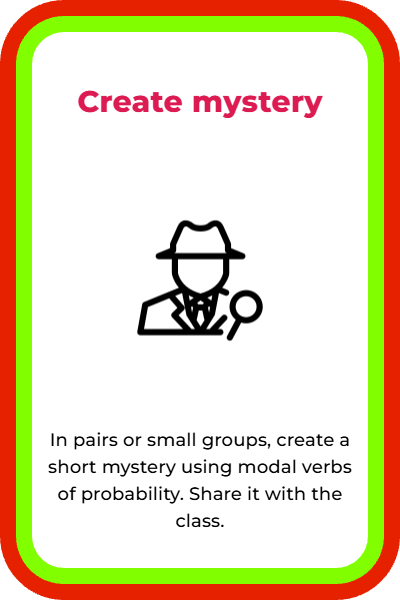 Create mystery
In pairs or small groups, create a
short mystery using modal verbs
of probability. Share it with the
class.